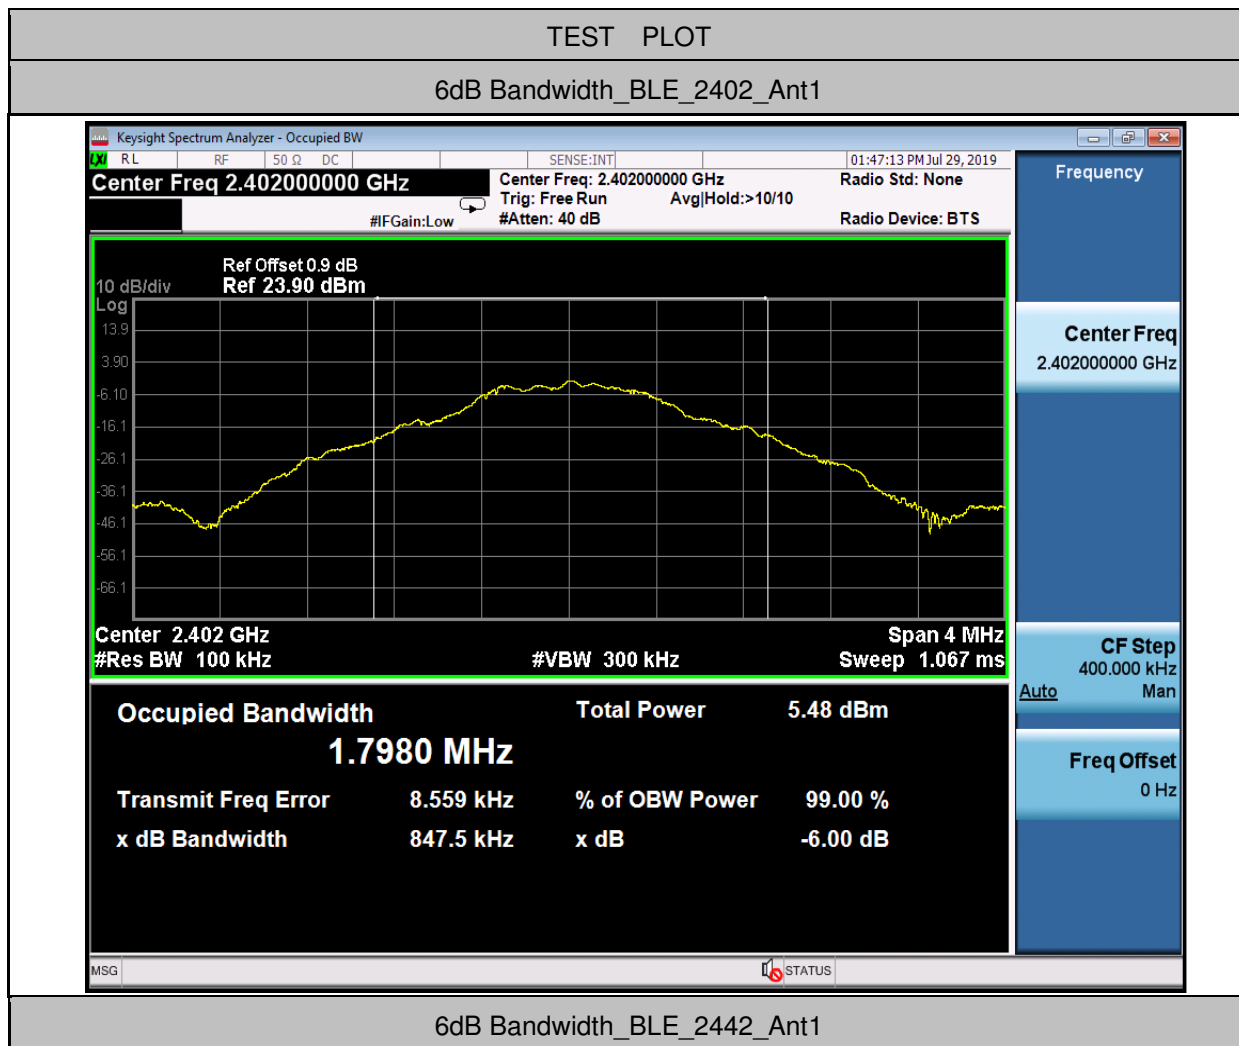 TEST PLOT
6dB Bandwidth_BLE_2402_Ant1
Keysight Spectrum Analyzer - Occupied BW
LXI RL RF 50 Ω DC SENSE:INT 01:47:13 PM Jul 29, 2019
Center Freq 2.402000000 GHz
Center Freq: 2.402000000 GHz
Radio Std: None
Trig: Free Run Avg|Hold:>10/10
#IFGain:Low
#Atten: 40 dB
Radio Device: BTS
Ref Offset 0.9 dB
10 dB/div Ref 23.90 dBm
Log
13.9
3.90
-6.10
-16.1
-26.1
-36.1
-46.1
-56.1
-66.1
Center 2.402 GHz Span 4 MHz
#Res BW 100 kHz #VBW 300 kHz Sweep 1.067 ms
Occupied Bandwidth Total Power 5.48 dBm
1.7980 MHz
Transmit Freq Error 8.559 kHz % of OBW Power 99.00 %
x dB Bandwidth 847.5 kHz x dB -6.00 dB
MSG STATUS
Frequency
Center Freq
2.402000000 GHz
CF Step
400.000 kHz
Auto Man
Freq Offset
0 Hz
6dB Bandwidth_BLE_2442_Ant1